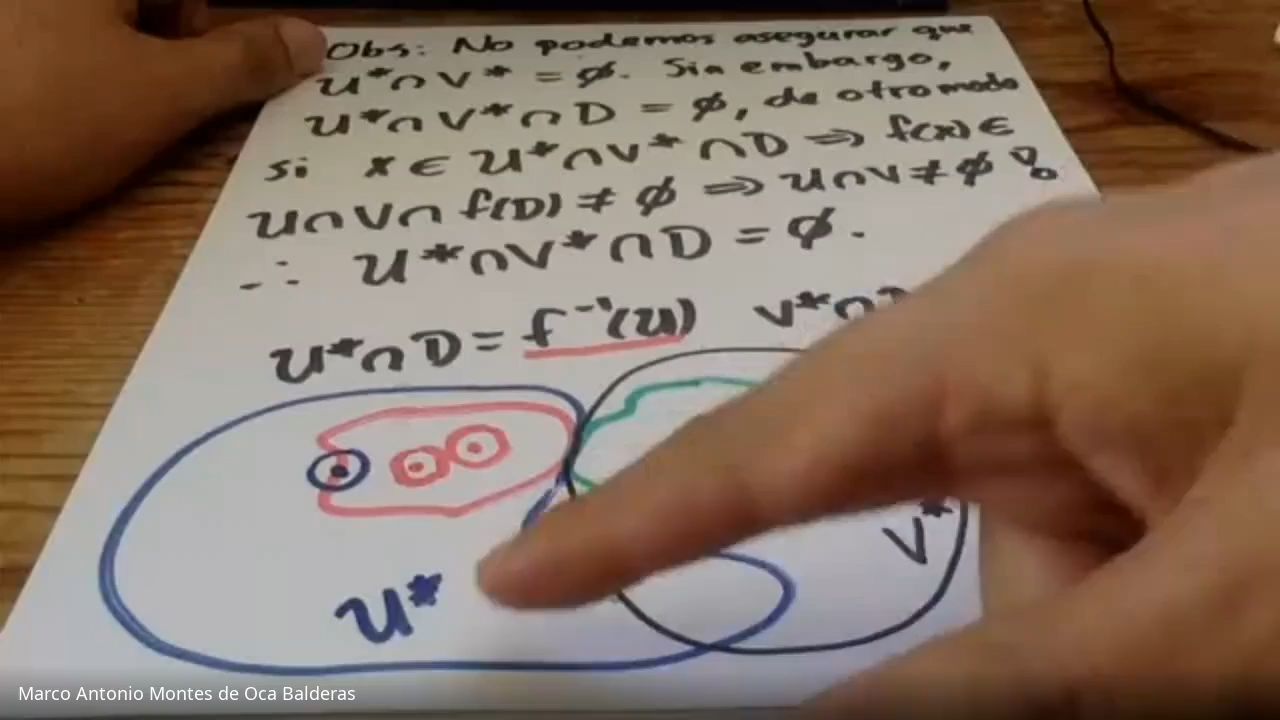 Obs: No podemos asegurar que
U*∩V* = ∅. Sin embargo,
U*∩V*∩D = ∅, de otro modo
si x ∈ U*∩V*∩D ⇒ f(x) ∈
U∩V∩ f(D) ≠ ∅ ⇒ U∩V ≠ ∅ !
∴ U*∩V*∩D = ∅.
U*∩D = f⁻¹(U) V*∩
V*
U*
Marco Antonio Montes de Oca Balderas